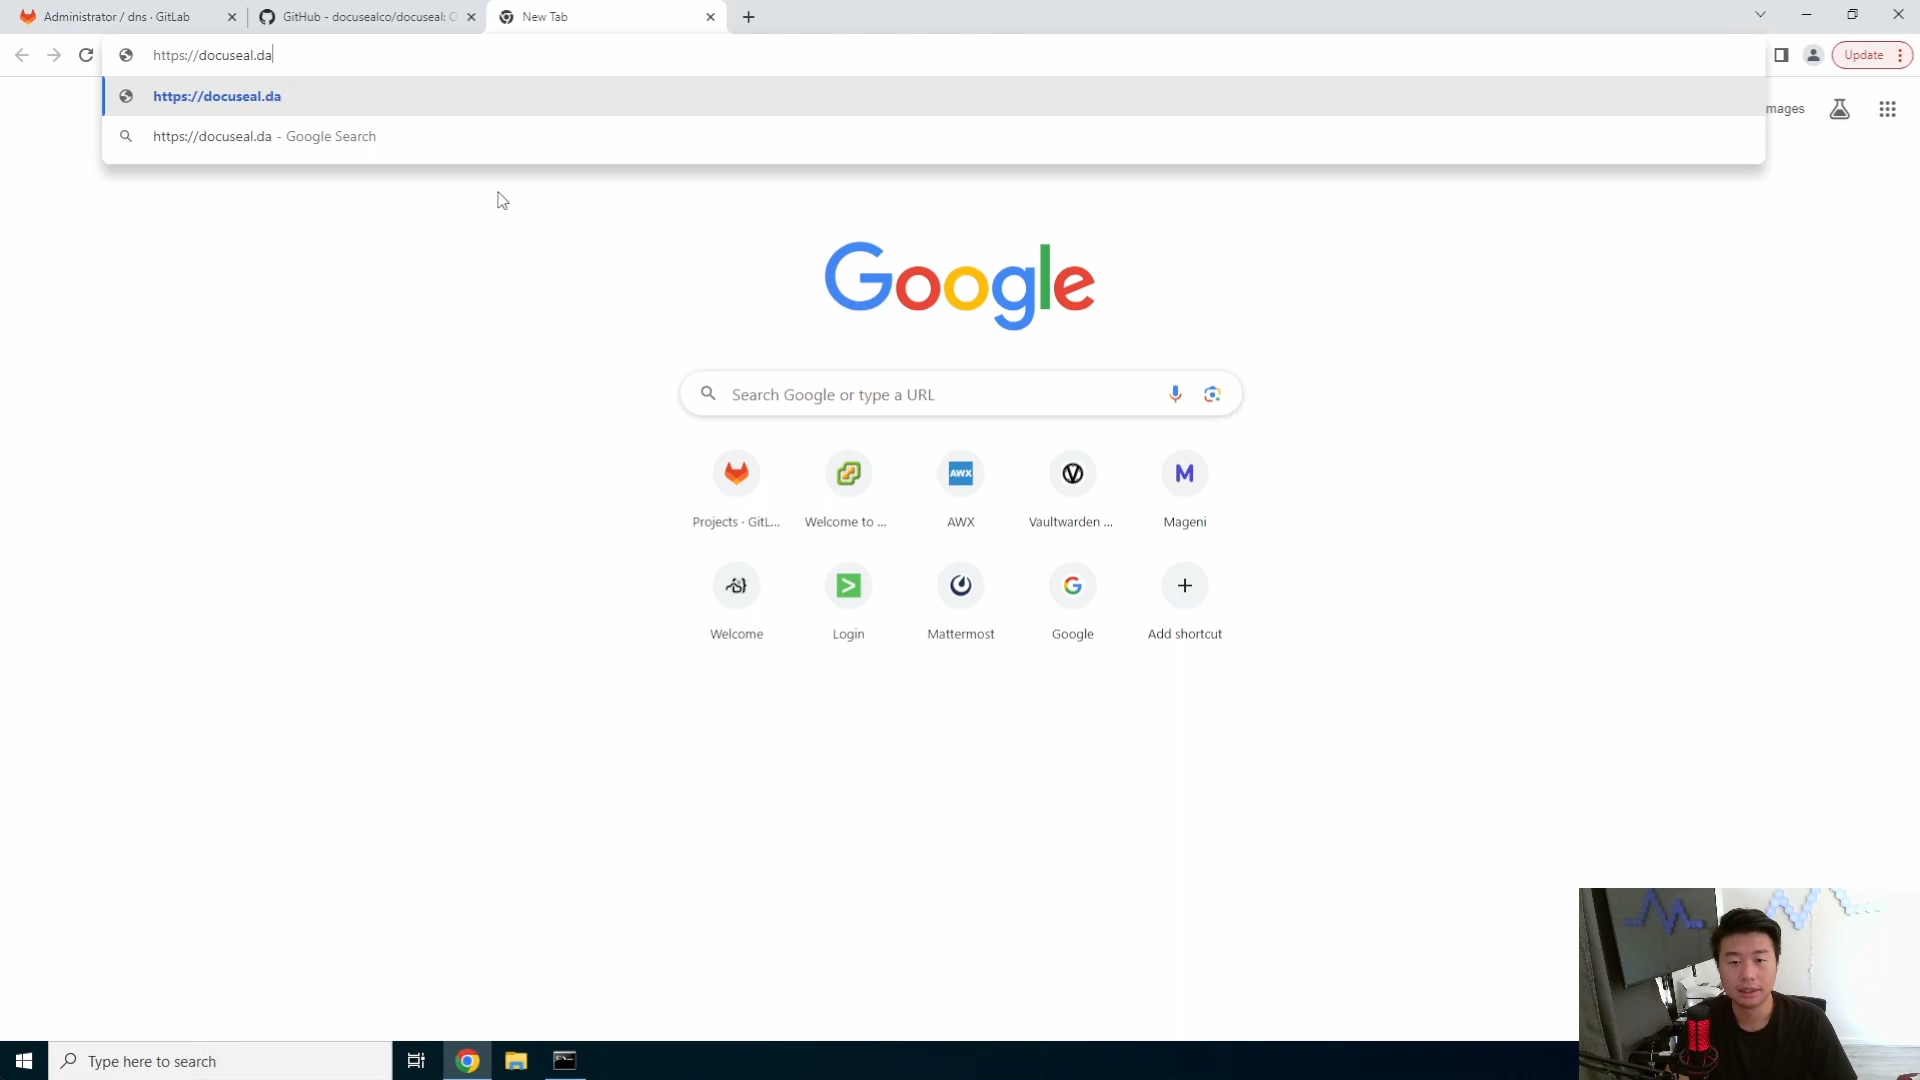 Administrator / dns · GitLab
GitHub - docusealco/docuseal: O
New Tab
https://docuseal.da
Update
https://docuseal.da
https://docuseal.da - Google Search
mages
Google
Search Google or type a URL
Projects · GitL...
Welcome to ...
AWX
AWX
Vaultwarden ...
M
Mageni
Welcome
Login
Mattermost
Google
Add shortcut
Type here to search